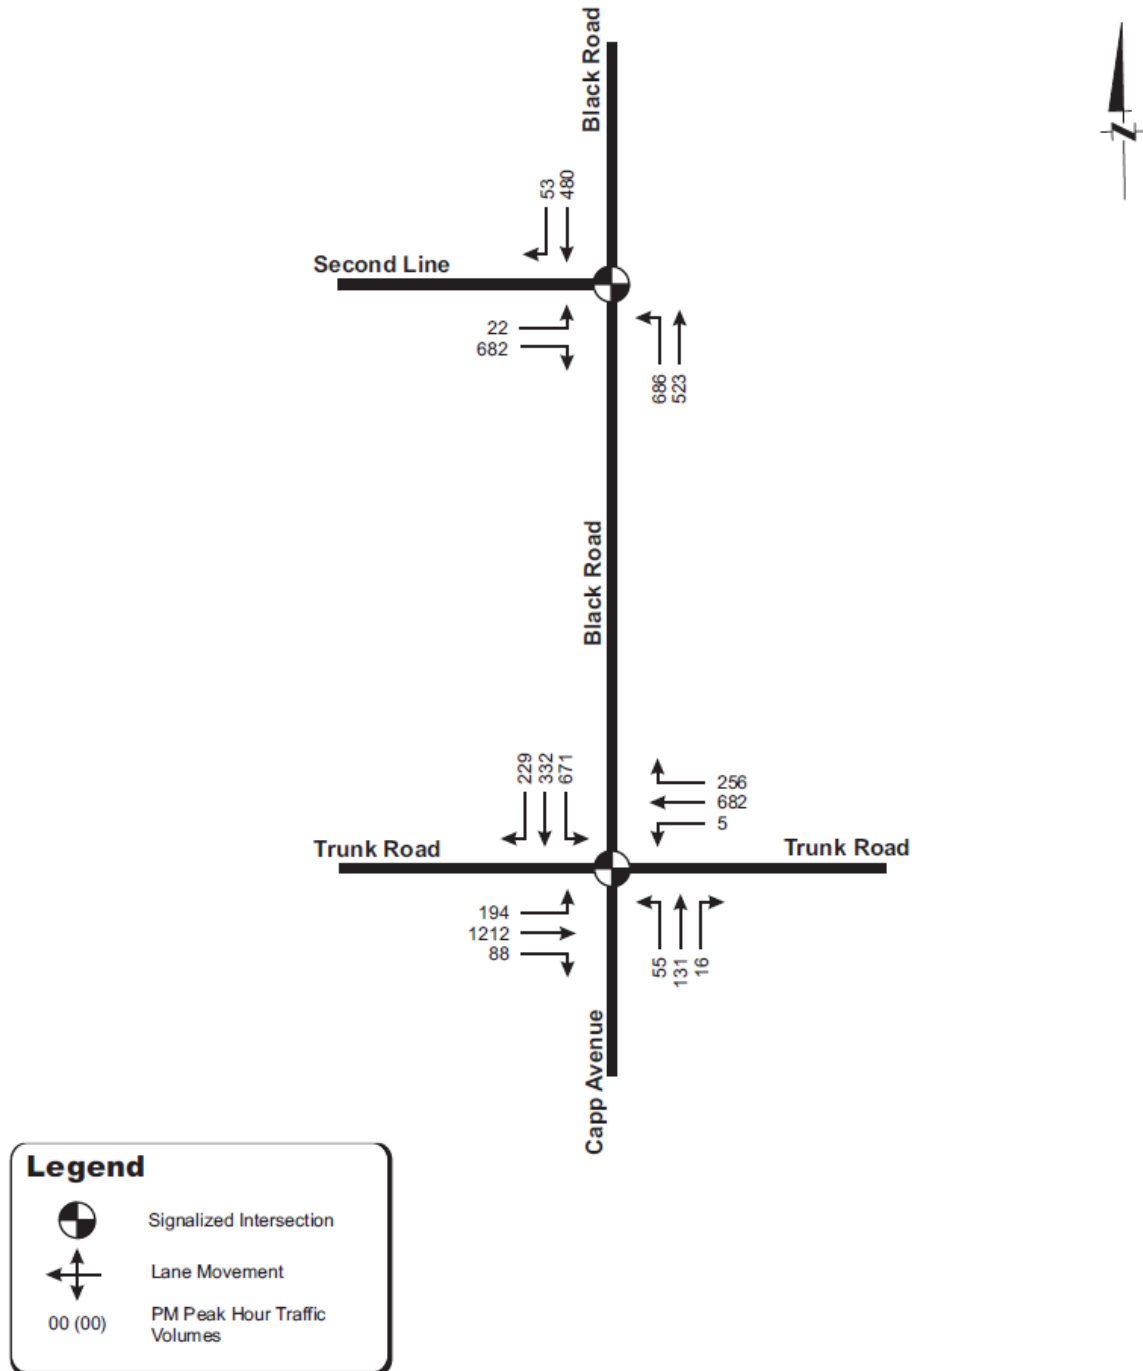 Black Road
53
480
Second Line
22
682
686
523
Black Road
229
332
671
256
682
5
Trunk Road
Trunk Road
194
1212
88
55
131
16
Capp Avenue
N
Legend
Signalized Intersection
Lane Movement
00 (00)
PM Peak Hour Traffic
Volumes